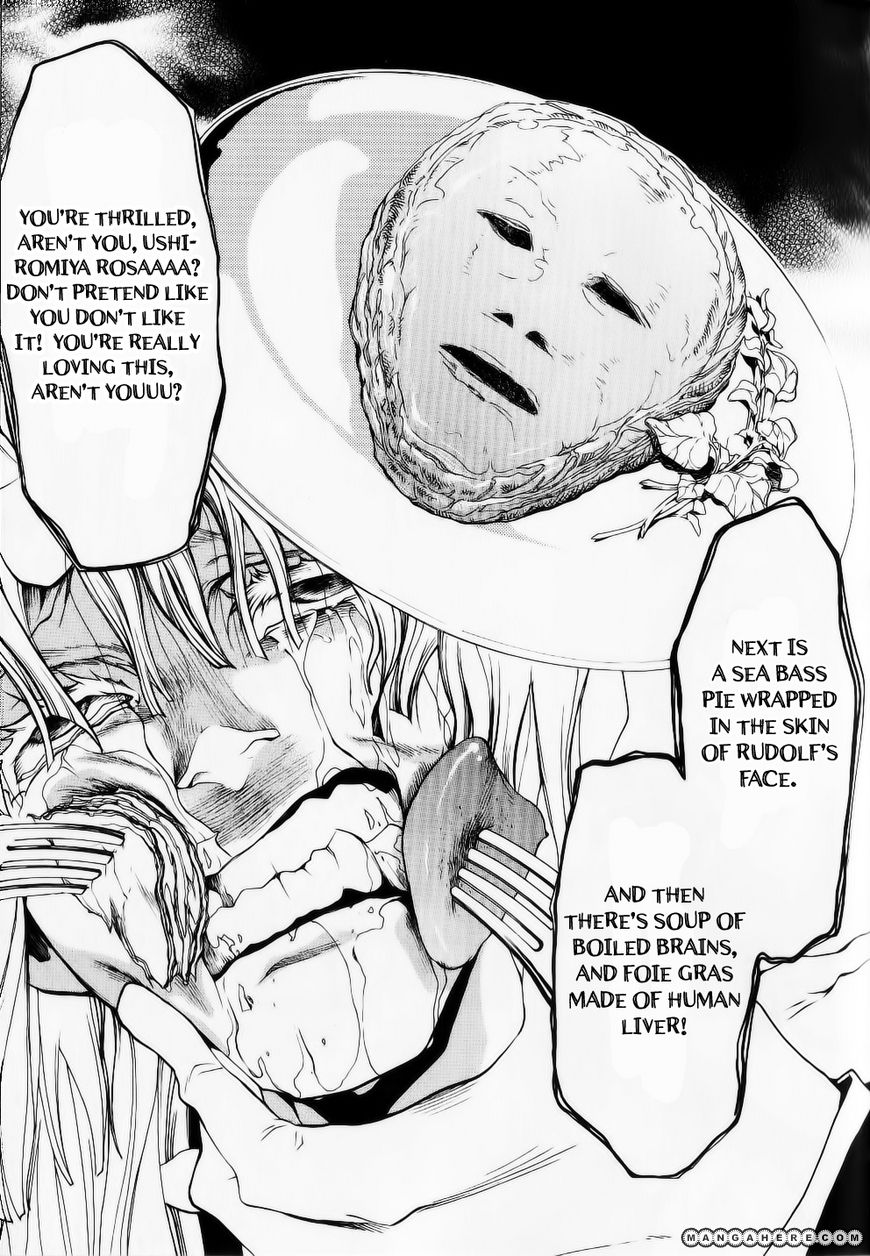 YOU'RE THRILLED,
AREN'T YOU, USHI-
ROMIYA ROSAAAA?
DON'T PRETEND LIKE
YOU DON'T LIKE
IT! YOU'RE REALLY
LOVING THIS,
AREN'T YOUUU?
NEXT IS
A SEA BASS
PIE WRAPPED
IN THE SKIN
OF RUDOLF'S
FACE.
AND THEN
THERE'S SOUP OF
BOILED BRAINS,
AND FOIE GRAS
MADE OF HUMAN
LIVER!
MANGAHERE.COM